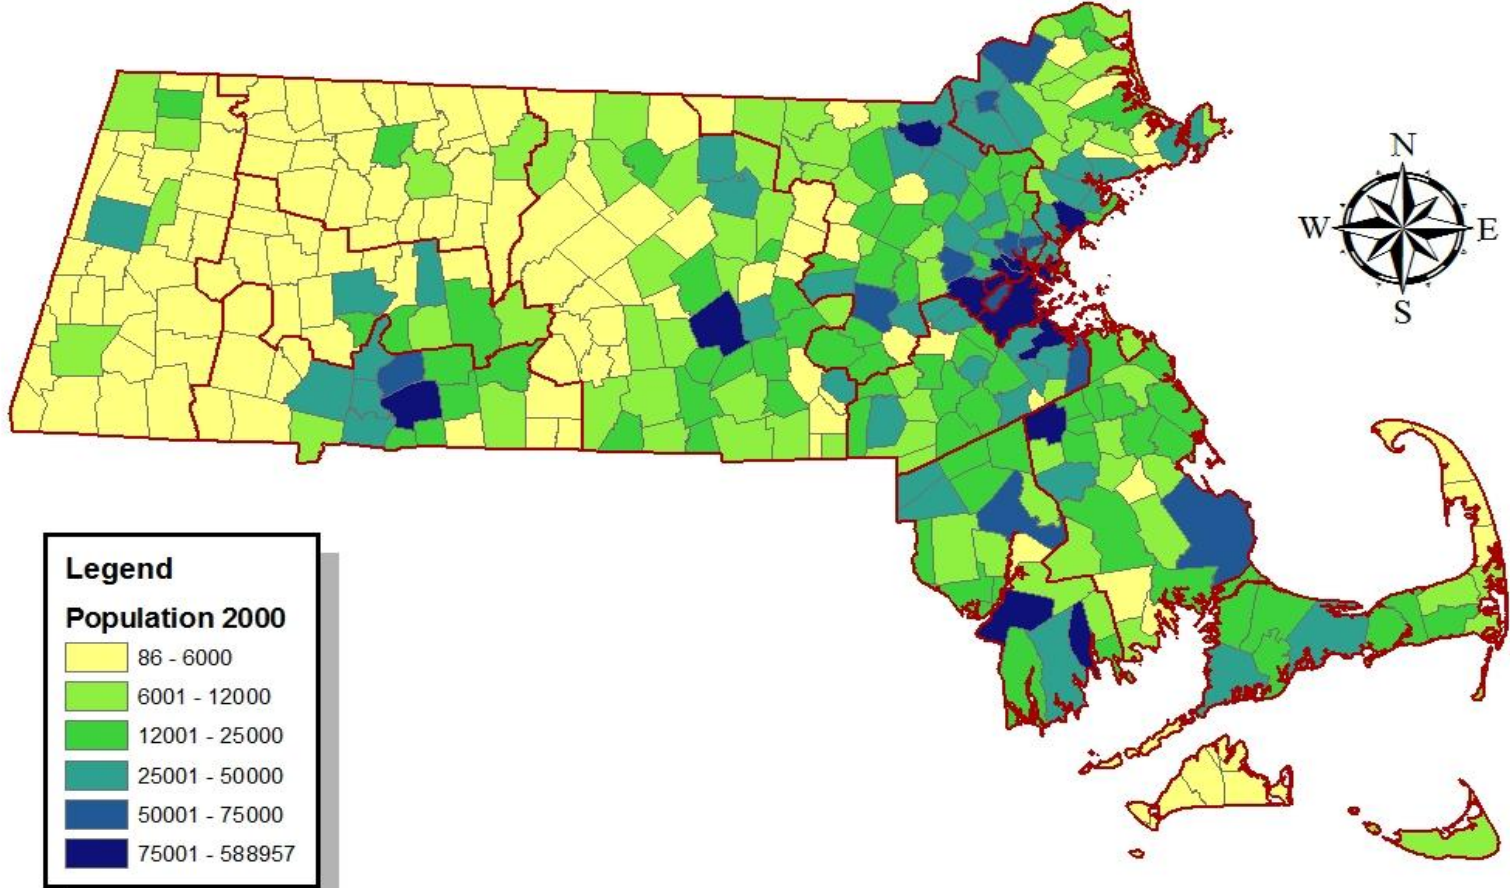 N
W
E
S
Legend
Population 2000
86 - 6000
6001 - 12000
12001 - 25000
25001 - 50000
50001 - 75000
75001 - 588957